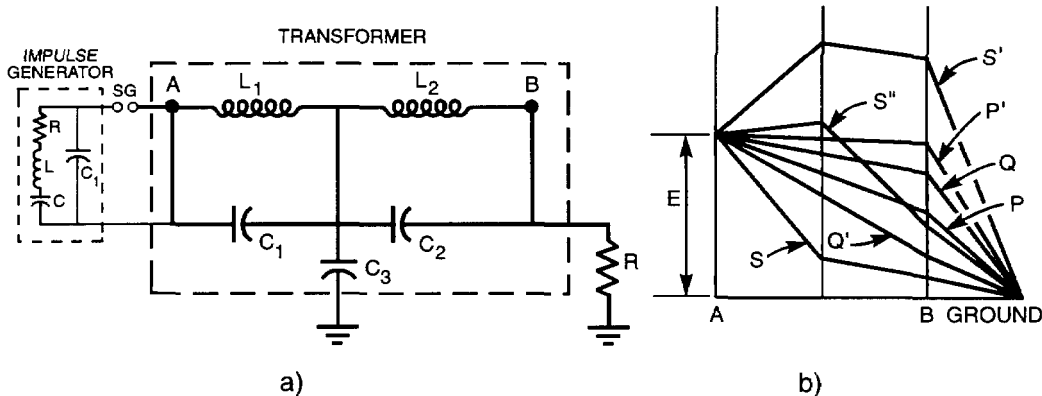 TRANSFORMER
IMPULSE
GENERATOR
SG
A
L₁
L₂
B
R
L
C
C₁
C₁
C₂
C₃
R
a)
S'
S"
P'
Q
P
E
S
Q'
A
B GROUND
b)